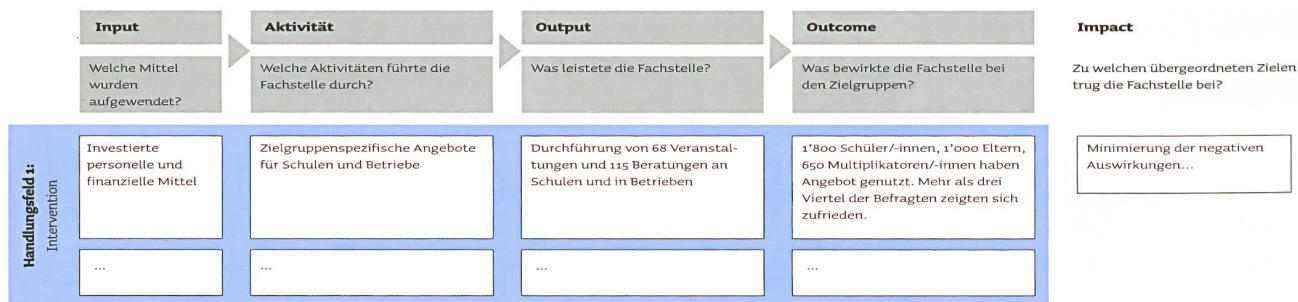 Input
Aktivität
Output
Outcome
Impact
Welche Mittel
wurden
aufgewendet?
Welche Aktivitäten führte die
Fachstelle durch?
Was leistete die Fachstelle?
Was bewirkte die Fachstelle bei
den Zielgruppen?
Zu welchen übergeordneten Zielen
trug die Fachstelle bei?
Handlungsfeld 1:
Intervention
Investierte
personelle und
finanzielle Mittel
Zielgruppenspezifische Angebote
für Schulen und Betriebe
Durchführung von 68 Veranstal-
tungen und 115 Beratungen an
Schulen und in Betrieben
1'800 Schüler/-innen, 1'000 Eltern,
650 Multiplikatoren/-innen haben
Angebot genutzt. Mehr als drei
Viertel der Befragten zeigten sich
zufrieden.
Minimierung der negativen
Auswirkungen...
...
...
...
...